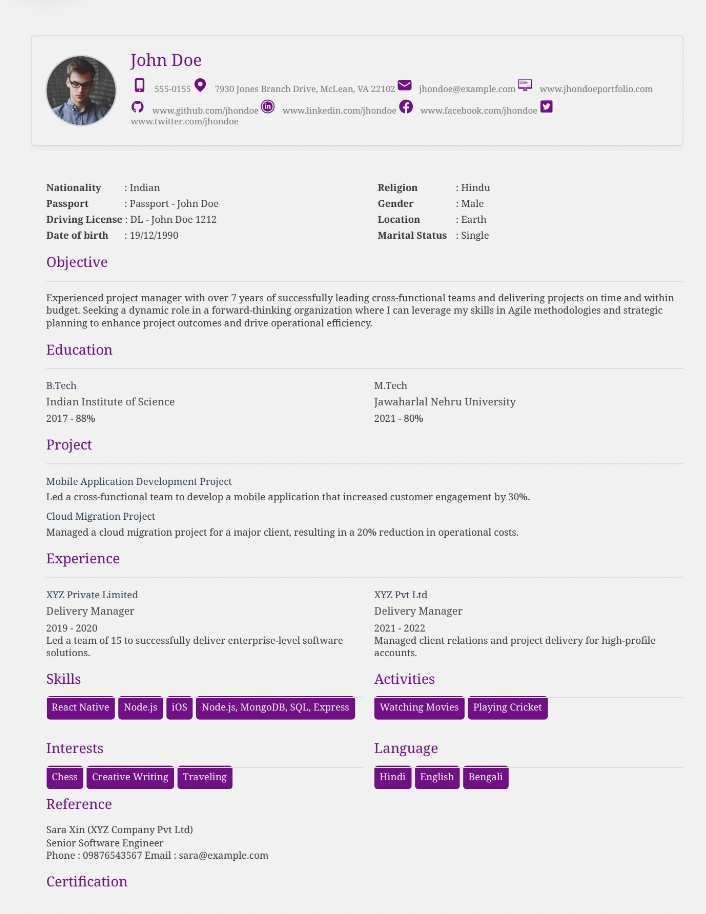 John Doe
555-0155 7930 Jones Branch Drive, McLean, VA 22102 jhondoe@example.com www.jhondoeportfolio.com
www.github.com/jhondoe www.linkedin.com/jhondoe www.facebook.com/jhondoe
www.twitter.com/jhondoe
Nationality : Indian
Passport : Passport - John Doe
Driving License : DL - John Doe 1212
Date of birth : 19/12/1990
Religion : Hindu
Gender : Male
Location : Earth
Marital Status : Single
Objective
Experienced project manager with over 7 years of successfully leading cross-functional teams and delivering projects on time and within
budget. Seeking a dynamic role in a forward-thinking organization where I can leverage my skills in Agile methodologies and strategic
planning to enhance project outcomes and drive operational efficiency.
Education
B.Tech
Indian Institute of Science
2017 - 88%
M.Tech
Jawaharlal Nehru University
2021 - 80%
Project
Mobile Application Development Project
Led a cross-functional team to develop a mobile application that increased customer engagement by 30%.
Cloud Migration Project
Managed a cloud migration project for a major client, resulting in a 20% reduction in operational costs.
Experience
XYZ Private Limited
Delivery Manager
2019 - 2020
Led a team of 15 to successfully deliver enterprise-level software
solutions.
XYZ Pvt Ltd
Delivery Manager
2021 - 2022
Managed client relations and project delivery for high-profile
accounts.
Skills
React Native Node.js iOS Node.js, MongoDB, SQL, Express
Activities
Watching Movies Playing Cricket
Interests
Chess Creative Writing Traveling
Language
Hindi English Bengali
Reference
Sara Xin (XYZ Company Pvt Ltd)
Senior Software Engineer
Phone : 09876543567 Email : sara@example.com
Certification